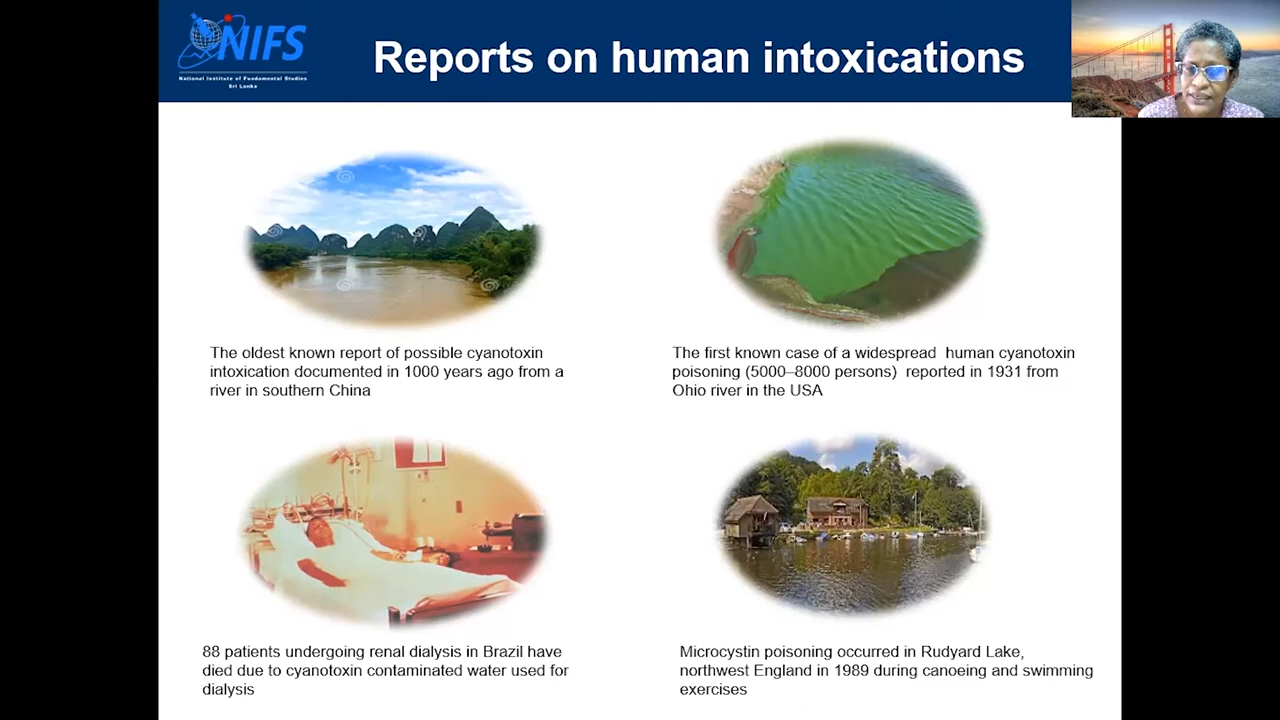 NIFS
National Institute of Fundamental Studies
Sri Lanka
Reports on human intoxications
The oldest known report of possible cyanotoxin
intoxication documented in 1000 years ago from a
river in southern China
The first known case of a widespread human cyanotoxin
poisoning (5000–8000 persons) reported in 1931 from
Ohio river in the USA
88 patients undergoing renal dialysis in Brazil have
died due to cyanotoxin contaminated water used for
dialysis
Microcystin poisoning occurred in Rudyard Lake,
northwest England in 1989 during canoeing and swimming
exercises